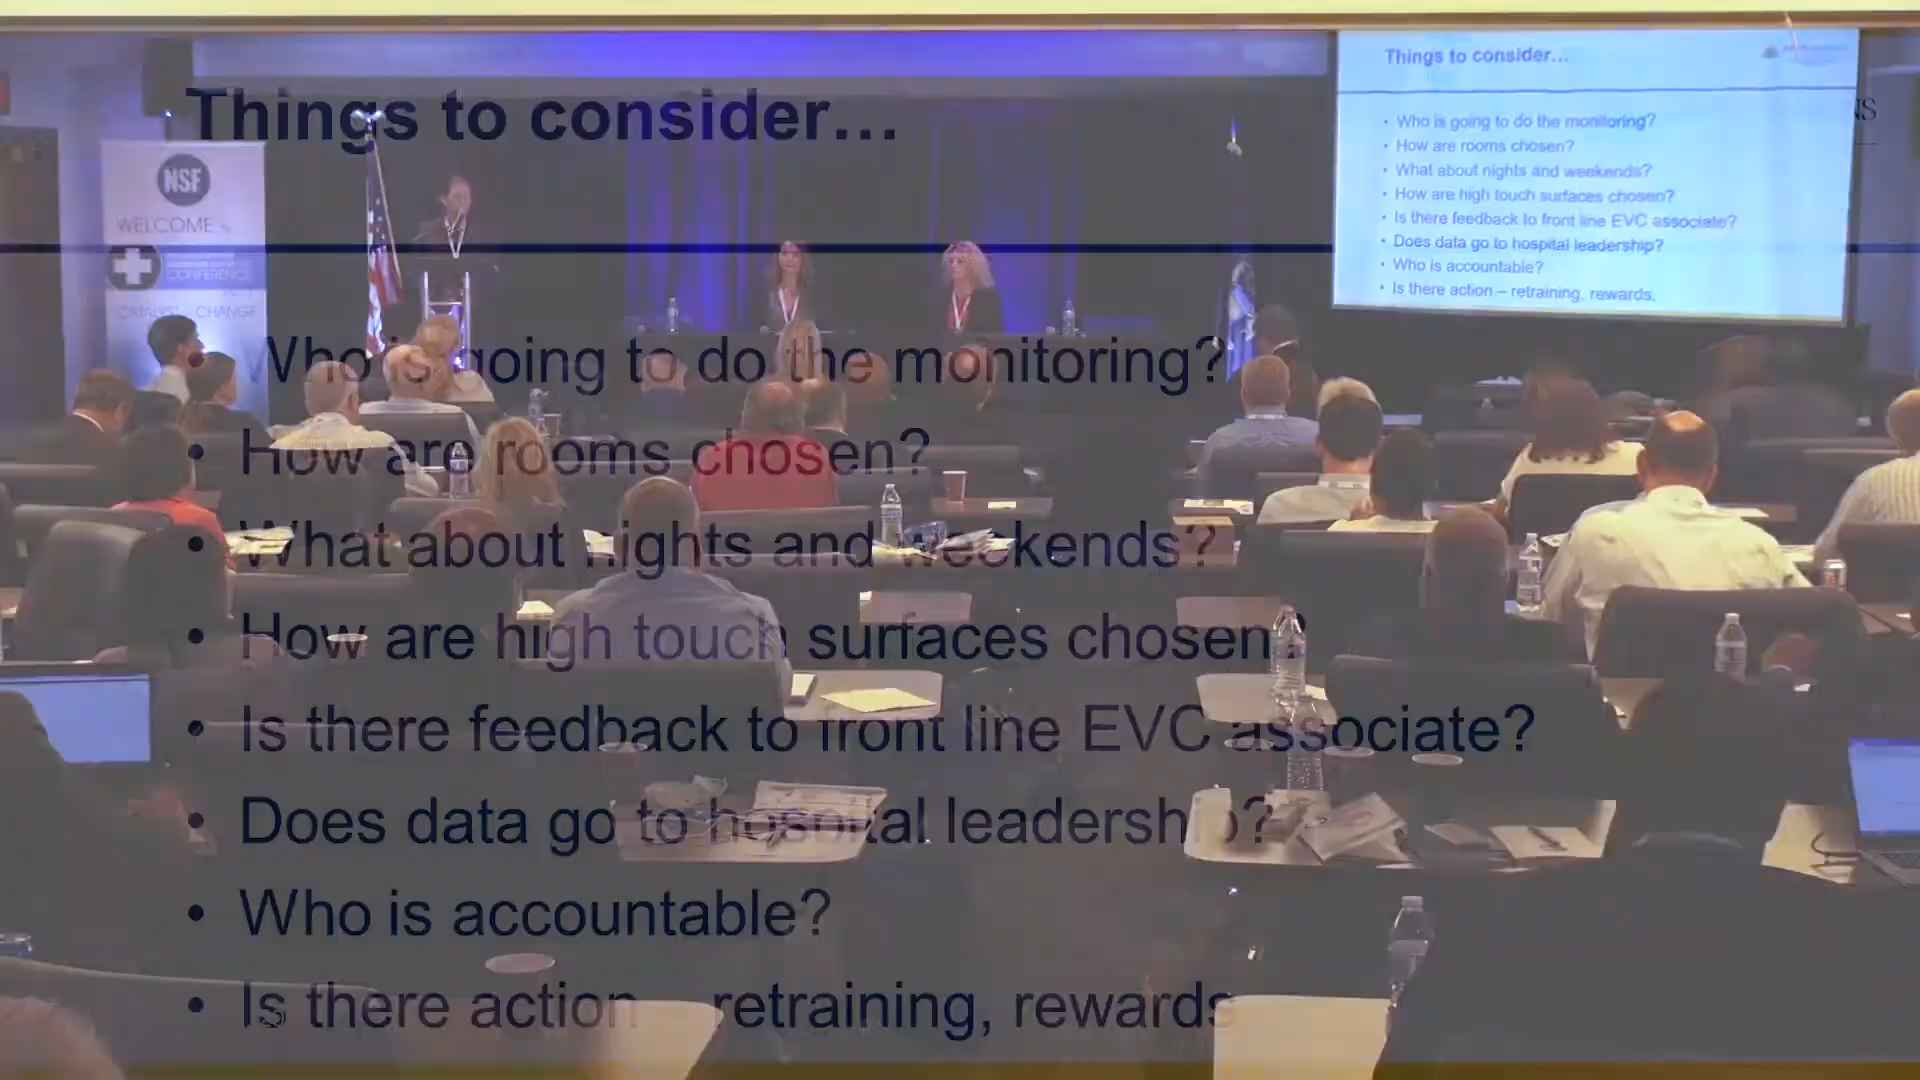 Things to consider…
Who is going to do the monitoring?
• How are rooms chosen?
• What about nights and weekends?
• How are high touch surfaces chosen?
• Is there feedback to front line EVC associate?
• Does data go to hospital leadership?
• Who is accountable?
• Is there action – retraining, rewards
NSF
WELCOME to
CONFERENCE
CATALYST for CHANGE
Things to consider…
• Who is going to do the monitoring?
• How are rooms chosen?
• What about nights and weekends?
• How are high touch surfaces chosen?
• Is there feedback to front line EVC associate?
• Does data go to hospital leadership?
• Who is accountable?
• Is there action – retraining, rewards.
NS